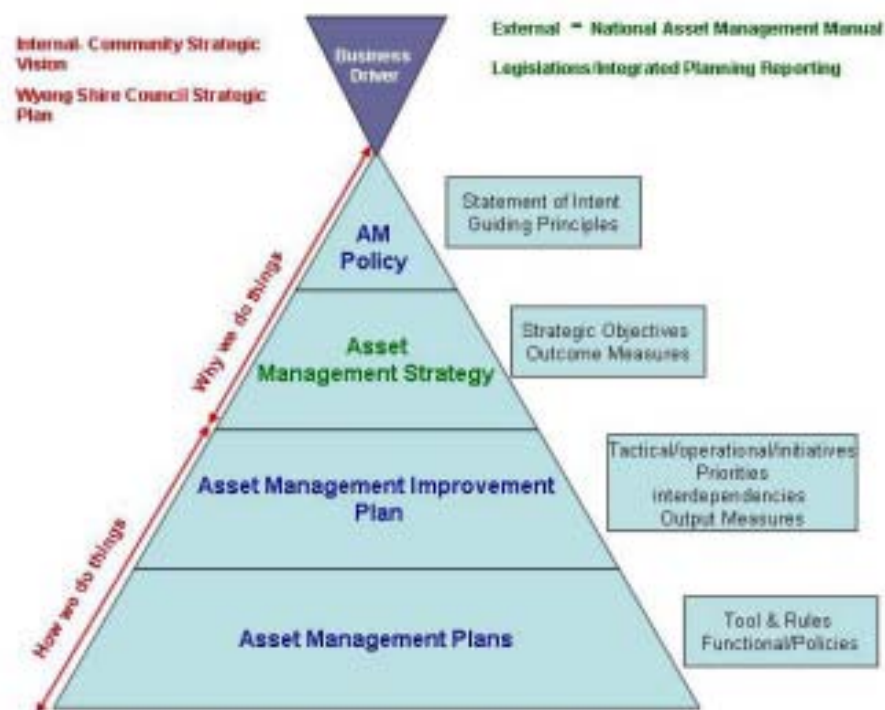 Internal- Community Strategic
Vision
Wyong Shire Council Strategic
Plan
Business
Driver
External - National Asset Management Manual
Legislations/Integrated Planning Reporting
Why we do things
How we do things
AM
Policy
Statement of Intent
Guiding Principles
Asset
Management Strategy
Strategic Objectives
Outcome Measures
Asset Management Improvement
Plan
Tactical/operational/initiatives
Priorities
Interdependencies
Output Measures
Asset Management Plans
Tool & Rules
Functional/Policies